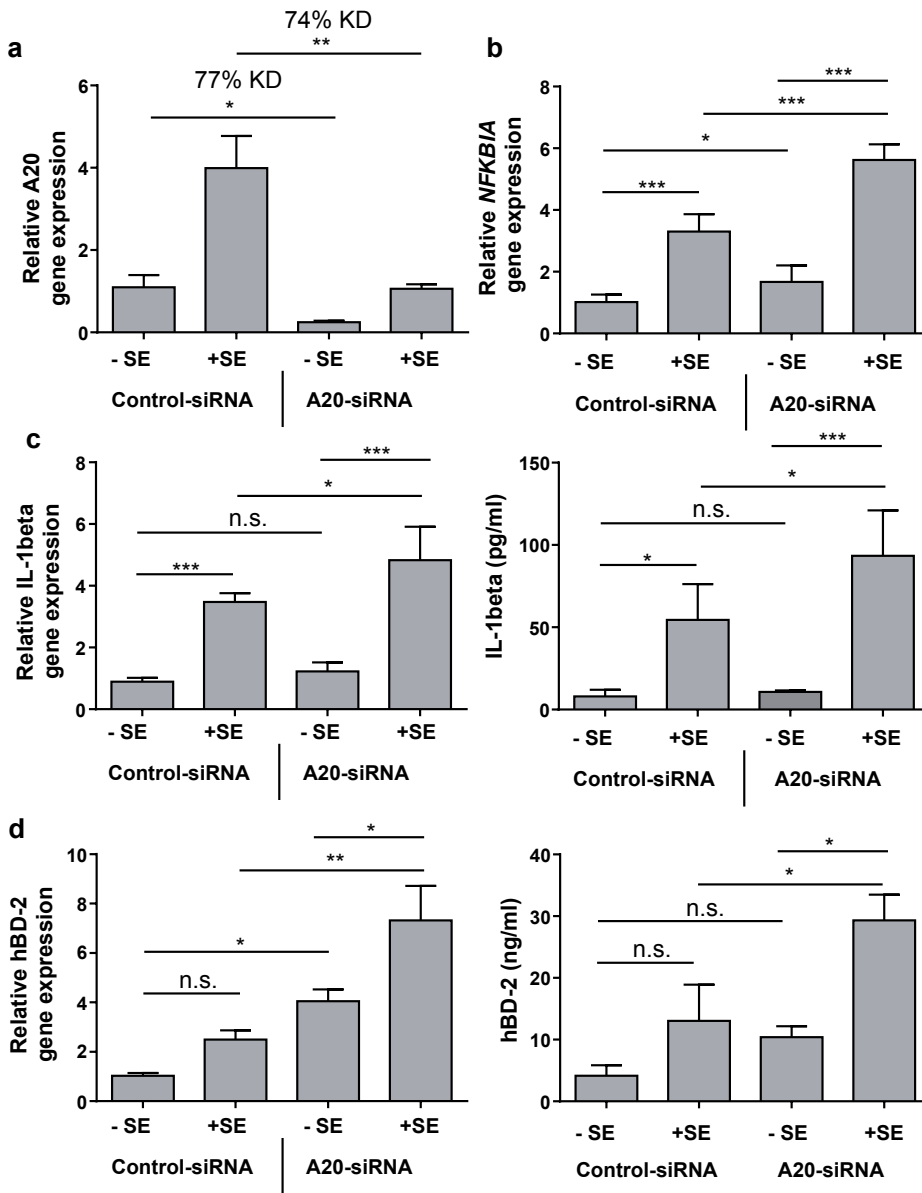 a
74% KD
**
77% KD
*
Relative A20
gene expression
6
4
2
0
- SE
+SE
- SE
+SE
Control-siRNA
A20-siRNA
b
***
***
*
***
Relative NFKBIA
gene expression
8
6
4
2
0
- SE
+SE
- SE
+SE
Control-siRNA
A20-siRNA
c
***
*
n.s.
***
Relative IL-1beta
gene expression
8
6
4
2
0
- SE
+SE
- SE
+SE
Control-siRNA
A20-siRNA
***
*
n.s.
*
IL-1beta (pg/ml)
150
100
50
0
- SE
+SE
- SE
+SE
Control-siRNA
A20-siRNA
d
*
**
*
n.s.
Relative hBD-2
gene expression
10
8
6
4
2
0
- SE
+SE
- SE
+SE
Control-siRNA
A20-siRNA
*
*
n.s.
n.s.
hBD-2 (ng/ml)
40
30
20
10
0
- SE
+SE
- SE
+SE
Control-siRNA
A20-siRNA